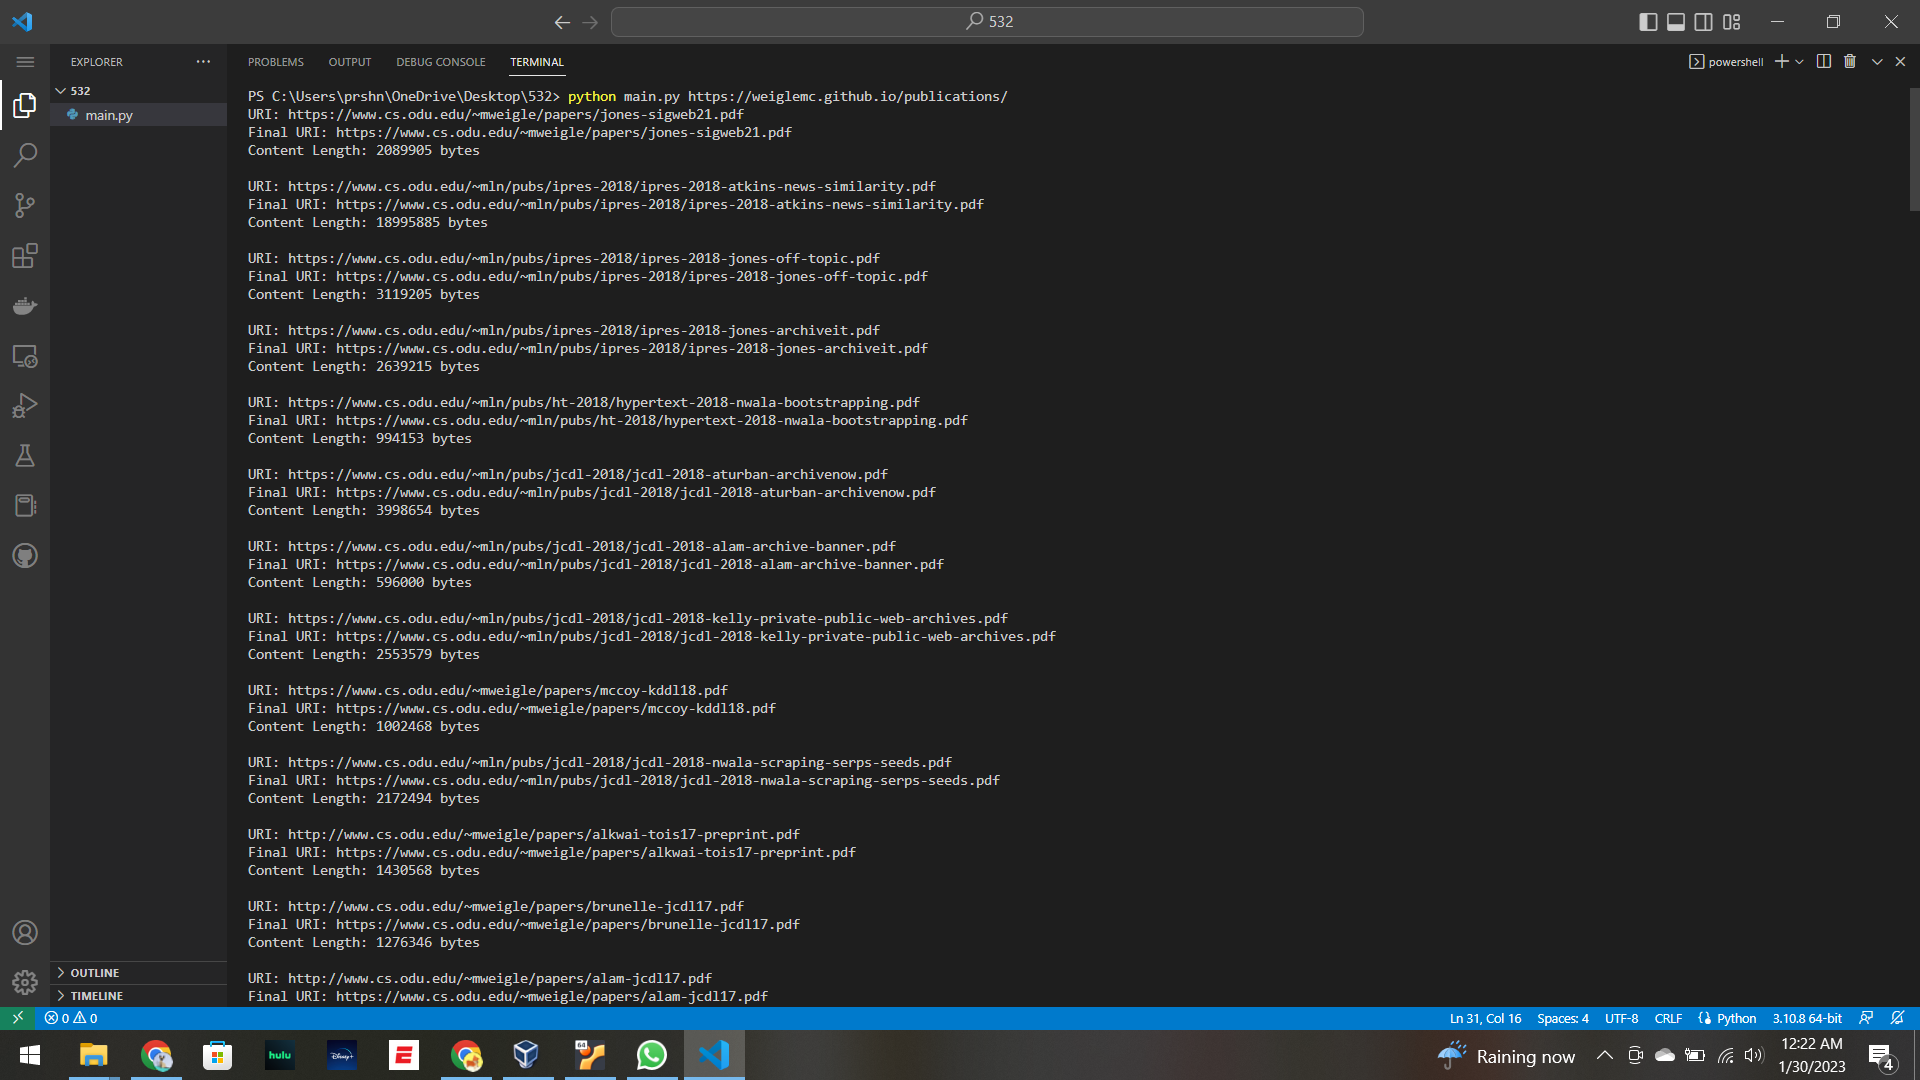 532
EXPLORER
PROBLEMS OUTPUT DEBUG CONSOLE TERMINAL
powershell
532
main.py
PS C:\Users\prshn\OneDrive\Desktop\532> python main.py https://weiglemc.github.io/publications/
URI: https://www.cs.odu.edu/~mweigle/papers/jones-sigweb21.pdf
Final URI: https://www.cs.odu.edu/~mweigle/papers/jones-sigweb21.pdf
Content Length: 2089905 bytes
URI: https://www.cs.odu.edu/~mln/pubs/ipres-2018/ipres-2018-atkins-news-similarity.pdf
Final URI: https://www.cs.odu.edu/~mln/pubs/ipres-2018/ipres-2018-atkins-news-similarity.pdf
Content Length: 18995885 bytes
URI: https://www.cs.odu.edu/~mln/pubs/ipres-2018/ipres-2018-jones-off-topic.pdf
Final URI: https://www.cs.odu.edu/~mln/pubs/ipres-2018/ipres-2018-jones-off-topic.pdf
Content Length: 3119205 bytes
URI: https://www.cs.odu.edu/~mln/pubs/ipres-2018/ipres-2018-jones-archiveit.pdf
Final URI: https://www.cs.odu.edu/~mln/pubs/ipres-2018/ipres-2018-jones-archiveit.pdf
Content Length: 2639215 bytes
URI: https://www.cs.odu.edu/~mln/pubs/ht-2018/hypertext-2018-nwala-bootstrapping.pdf
Final URI: https://www.cs.odu.edu/~mln/pubs/ht-2018/hypertext-2018-nwala-bootstrapping.pdf
Content Length: 994153 bytes
URI: https://www.cs.odu.edu/~mln/pubs/jcdl-2018/jcdl-2018-aturban-archivenow.pdf
Final URI: https://www.cs.odu.edu/~mln/pubs/jcdl-2018/jcdl-2018-aturban-archivenow.pdf
Content Length: 3998654 bytes
URI: https://www.cs.odu.edu/~mln/pubs/jcdl-2018/jcdl-2018-alam-archive-banner.pdf
Final URI: https://www.cs.odu.edu/~mln/pubs/jcdl-2018/jcdl-2018-alam-archive-banner.pdf
Content Length: 596000 bytes
URI: https://www.cs.odu.edu/~mln/pubs/jcdl-2018/jcdl-2018-kelly-private-public-web-archives.pdf
Final URI: https://www.cs.odu.edu/~mln/pubs/jcdl-2018/jcdl-2018-kelly-private-public-web-archives.pdf
Content Length: 2553579 bytes
URI: https://www.cs.odu.edu/~mweigle/papers/mccoy-kddl18.pdf
Final URI: https://www.cs.odu.edu/~mweigle/papers/mccoy-kddl18.pdf
Content Length: 1002468 bytes
URI: https://www.cs.odu.edu/~mln/pubs/jcdl-2018/jcdl-2018-nwala-scraping-serps-seeds.pdf
Final URI: https://www.cs.odu.edu/~mln/pubs/jcdl-2018/jcdl-2018-nwala-scraping-serps-seeds.pdf
Content Length: 2172494 bytes
URI: http://www.cs.odu.edu/~mweigle/papers/alkwai-tois17-preprint.pdf
Final URI: https://www.cs.odu.edu/~mweigle/papers/alkwai-tois17-preprint.pdf
Content Length: 1430568 bytes
URI: http://www.cs.odu.edu/~mweigle/papers/brunelle-jcdl17.pdf
Final URI: https://www.cs.odu.edu/~mweigle/papers/brunelle-jcdl17.pdf
Content Length: 1276346 bytes
URI: http://www.cs.odu.edu/~mweigle/papers/alam-jcdl17.pdf
Final URI: https://www.cs.odu.edu/~mweigle/papers/alam-jcdl17.pdf
OUTLINE
TIMELINE
0 0
Ln 31, Col 16 Spaces: 4 UTF-8 CRLF Python 3.10.8 64-bit
hulu
Disney+
E
64
Raining now
12:22 AM
1/30/2023
4